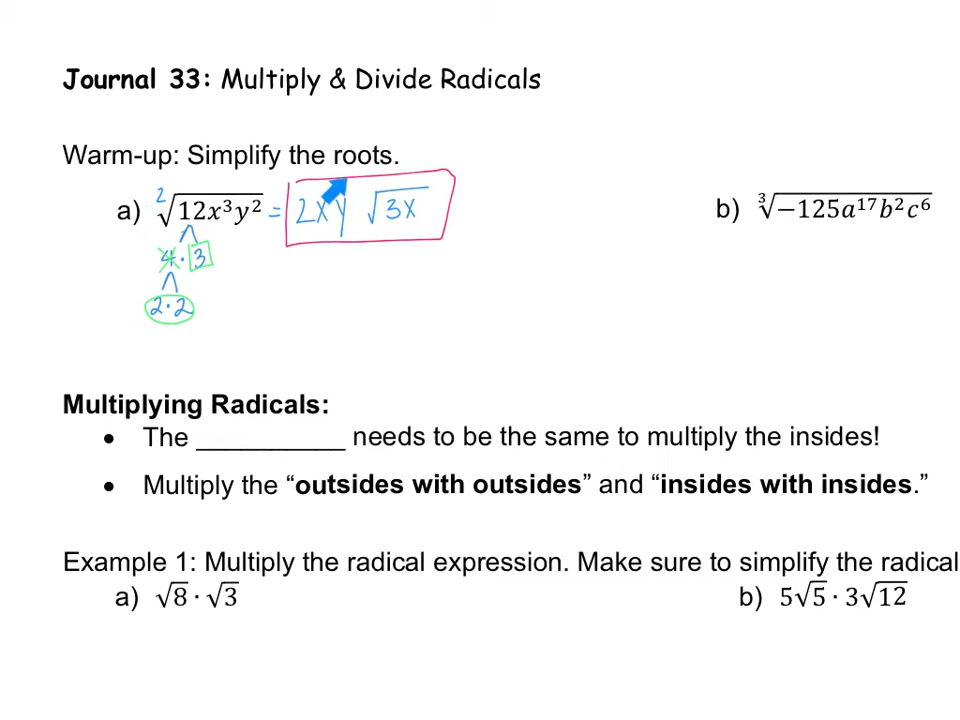 Journal 33: Multiply & Divide Radicals
Warm-up: Simplify the roots.
a) ²√12x³y² = 2xy √3x
b) ³√−125a¹⁷b²c⁶
4 · 3
2 · 2
Multiplying Radicals:
• The __________ needs to be the same to multiply the insides!
• Multiply the “outsides with outsides” and “insides with insides.”
Example 1: Multiply the radical expression. Make sure to simplify the radical
a) √8 · √3
b) 5√5 · 3√12